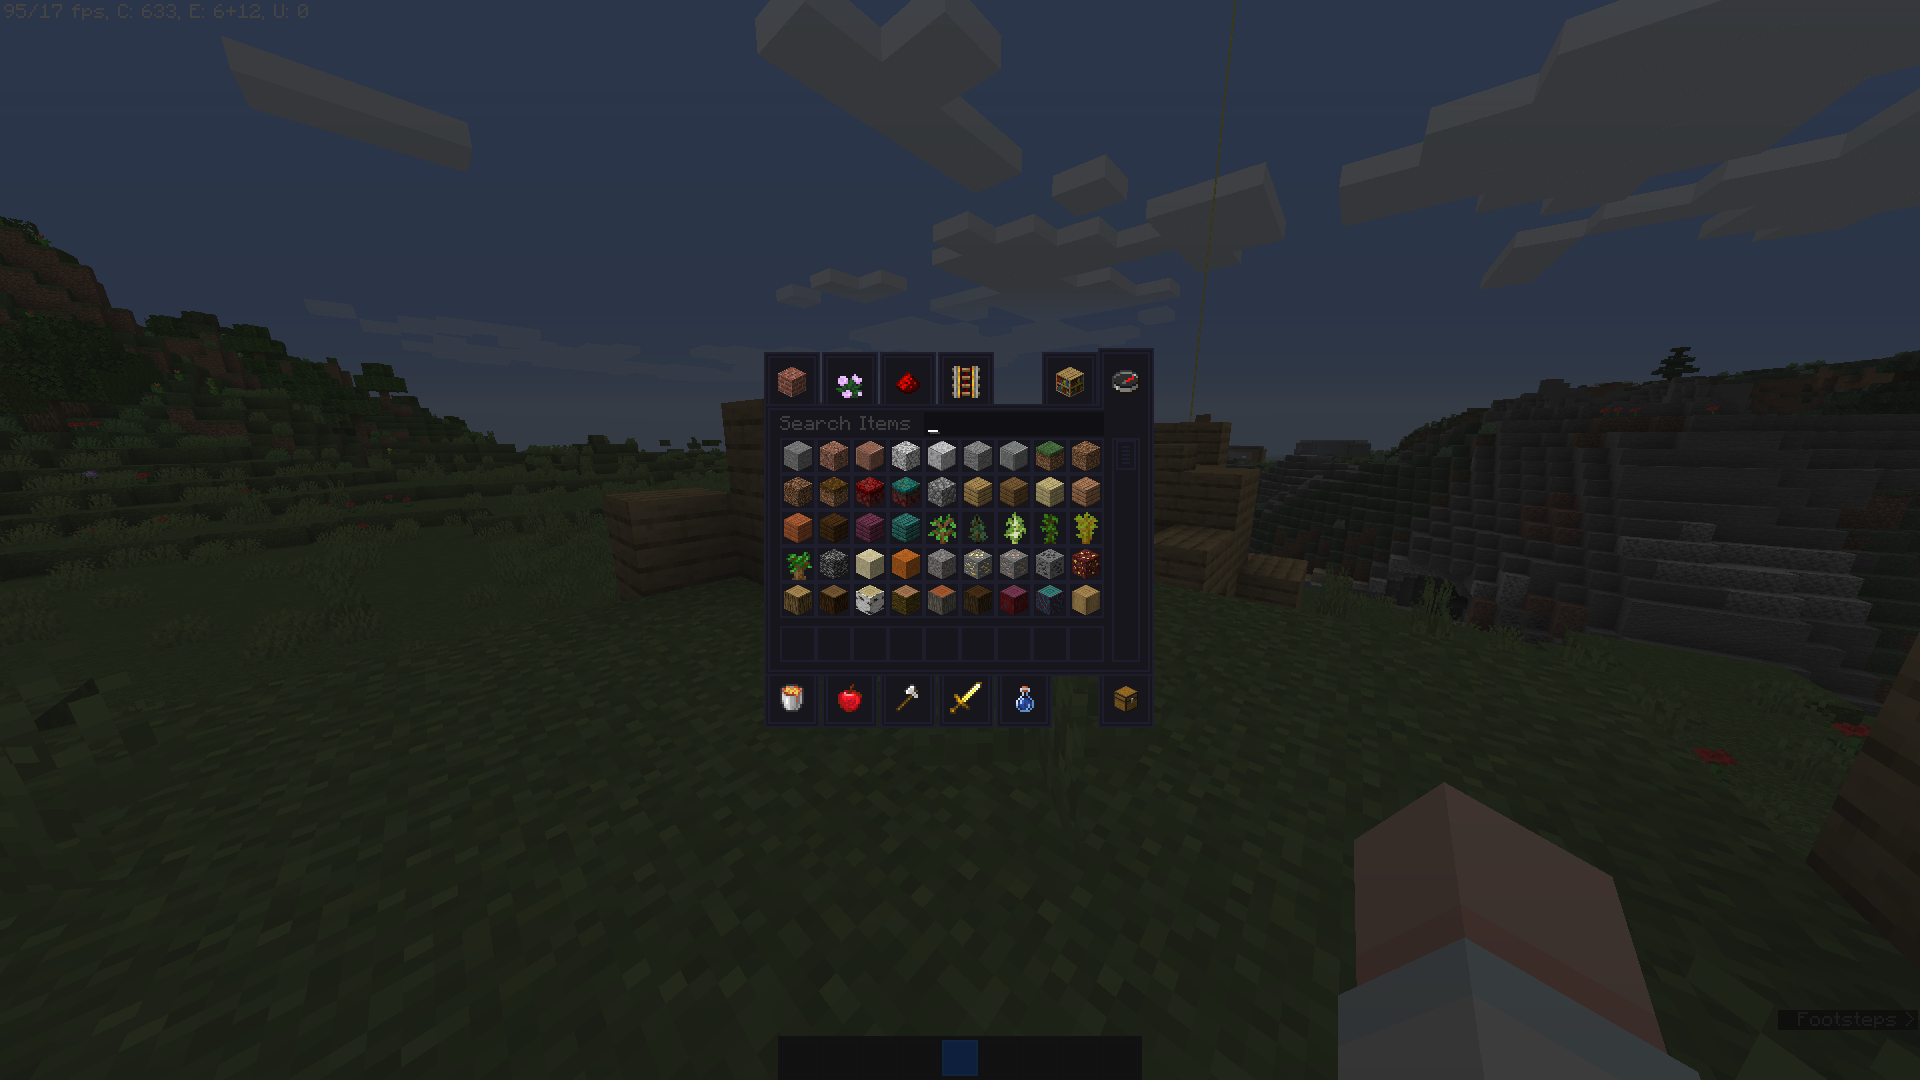 95/17 fps, C: 633, E: 6+12, U: 0
Search Items _
Footsteps >